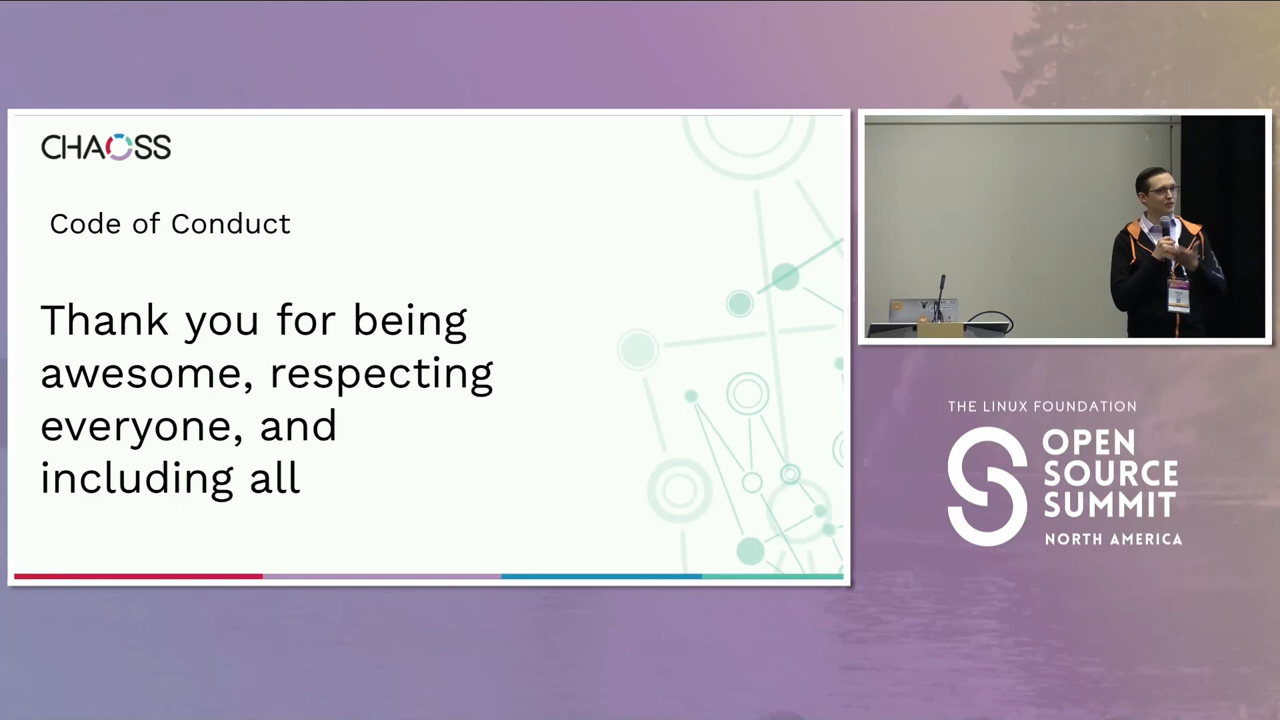 CHAOSS
Code of Conduct
Thank you for being
awesome, respecting
everyone, and
including all
THE LINUX FOUNDATION
OPEN
SOURCE
SUMMIT
NORTH AMERICA